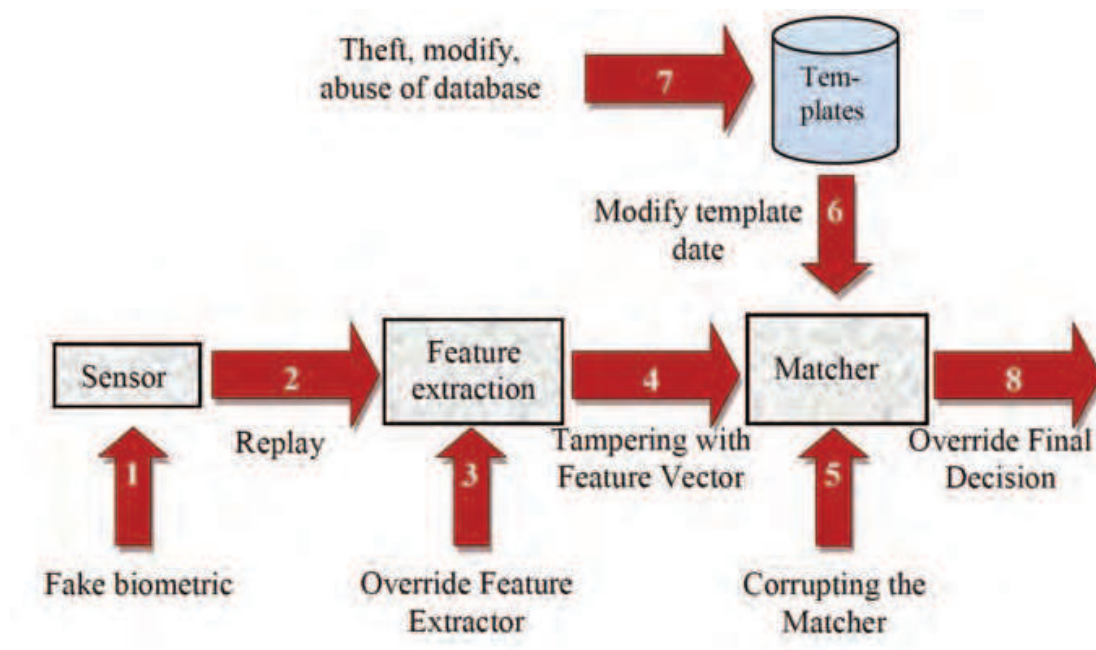 Theft, modify,
abuse of database
7
Tem-
plates
Modify template
date
6
Sensor
2
Replay
Feature
extraction
4
Tampering with
Feature Vector
Matcher
8
Override Final
Decision
1
Fake biometric
3
Override Feature
Extractor
5
Corrupting the
Matcher